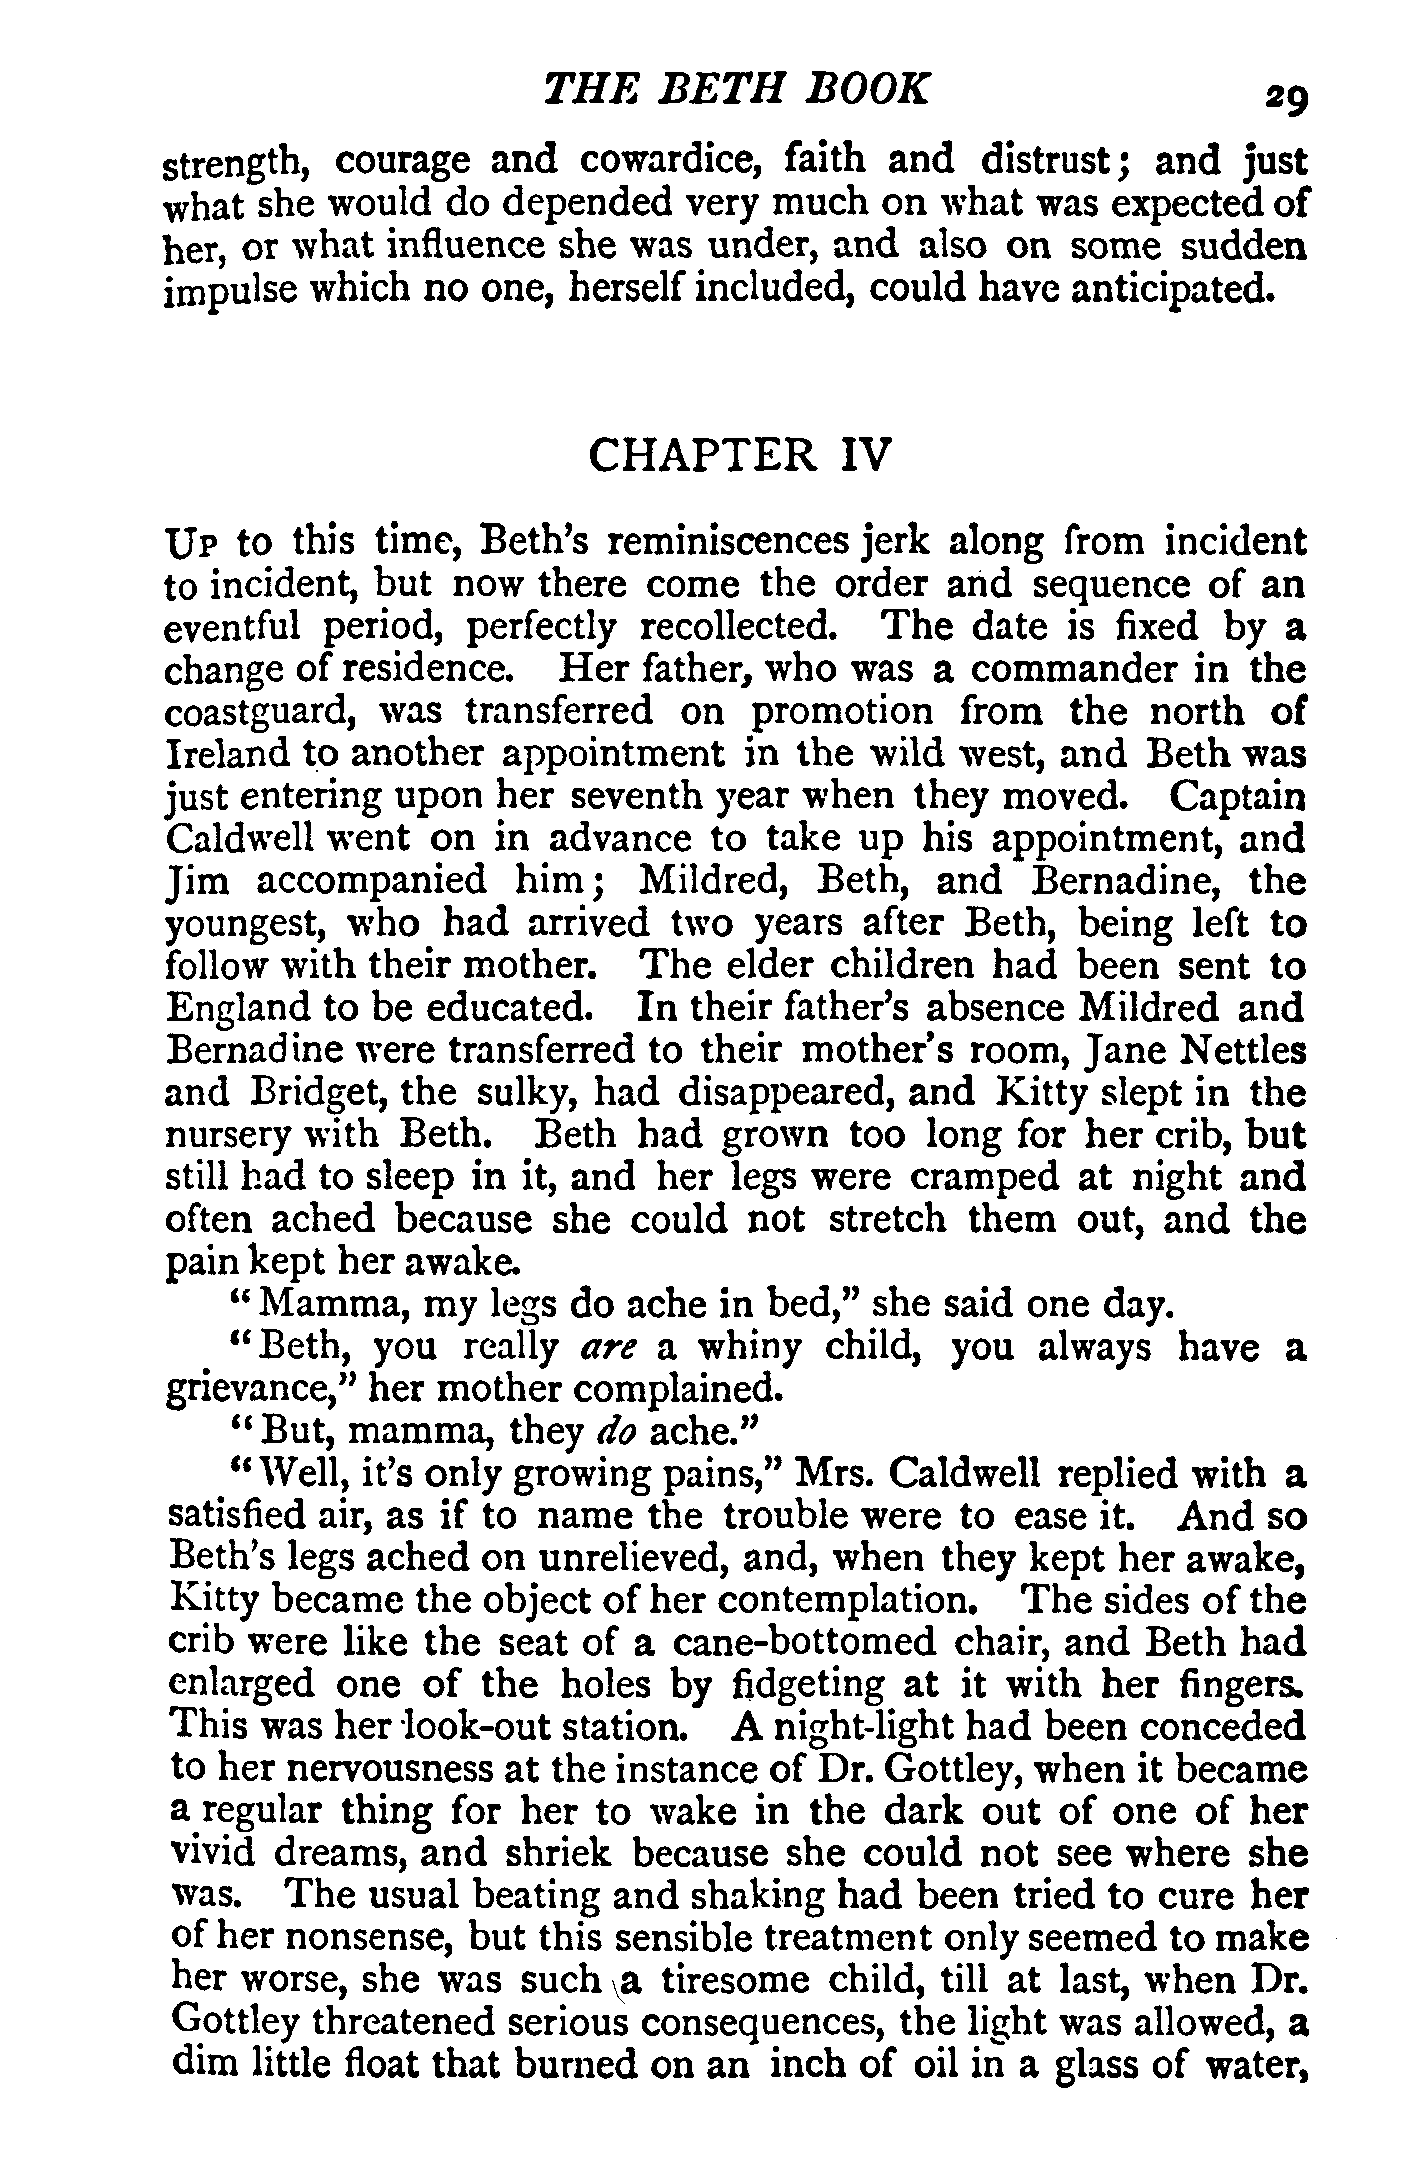 THE BETH BOOK 29
strength, courage and cowardice, faith and distrust; and just
what she would do depended very much on what was expected of
her, or what influence she was under, and also on some sudden
impulse which no one, herself included, could have anticipated.
CHAPTER IV
UP to this time, Beth's reminiscences jerk along from incident
to incident, but now there come the order and sequence of an
eventful period, perfectly recollected. The date is fixed by a
change of residence. Her father, who was a commander in the
coastguard, was transferred on promotion from the north of
Ireland to another appointment in the wild west, and Beth was
just entering upon her seventh year when they moved. Captain
Caldwell went on in advance to take up his appointment, and
Jim accompanied him; Mildred, Beth, and Bernadine, the
youngest, who had arrived two years after Beth, being left to
follow with their mother. The elder children had been sent to
England to be educated. In their father's absence Mildred and
Bernadine were transferred to their mother's room, Jane Nettles
and Bridget, the sulky, had disappeared, and Kitty slept in the
nursery with Beth. Beth had grown too long for her crib, but
still had to sleep in it, and her legs were cramped at night and
often ached because she could not stretch them out, and the
pain kept her awake.
"Mamma, my legs do ache in bed," she said one day.
"Beth, you really are a whiny child, you always have a
grievance," her mother complained.
"But, mamma, they do ache."
"Well, it's only growing pains," Mrs. Caldwell replied with a
satisfied air, as if to name the trouble were to ease it. And so
Beth's legs ached on unrelieved, and, when they kept her awake,
Kitty became the object of her contemplation. The sides of the
crib were like the seat of a cane-bottomed chair, and Beth had
enlarged one of the holes by fidgeting at it with her fingers.
This was her look-out station. A night-light had been conceded
to her nervousness at the instance of Dr. Gottley, when it became
a regular thing for her to wake in the dark out of one of her
vivid dreams, and shriek because she could not see where she
was. The usual beating and shaking had been tried to cure her
of her nonsense, but this sensible treatment only seemed to make
her worse, she was such a tiresome child, till at last, when Dr.
Gottley threatened serious consequences, the light was allowed, a
dim little float that burned on an inch of oil in a glass of water,